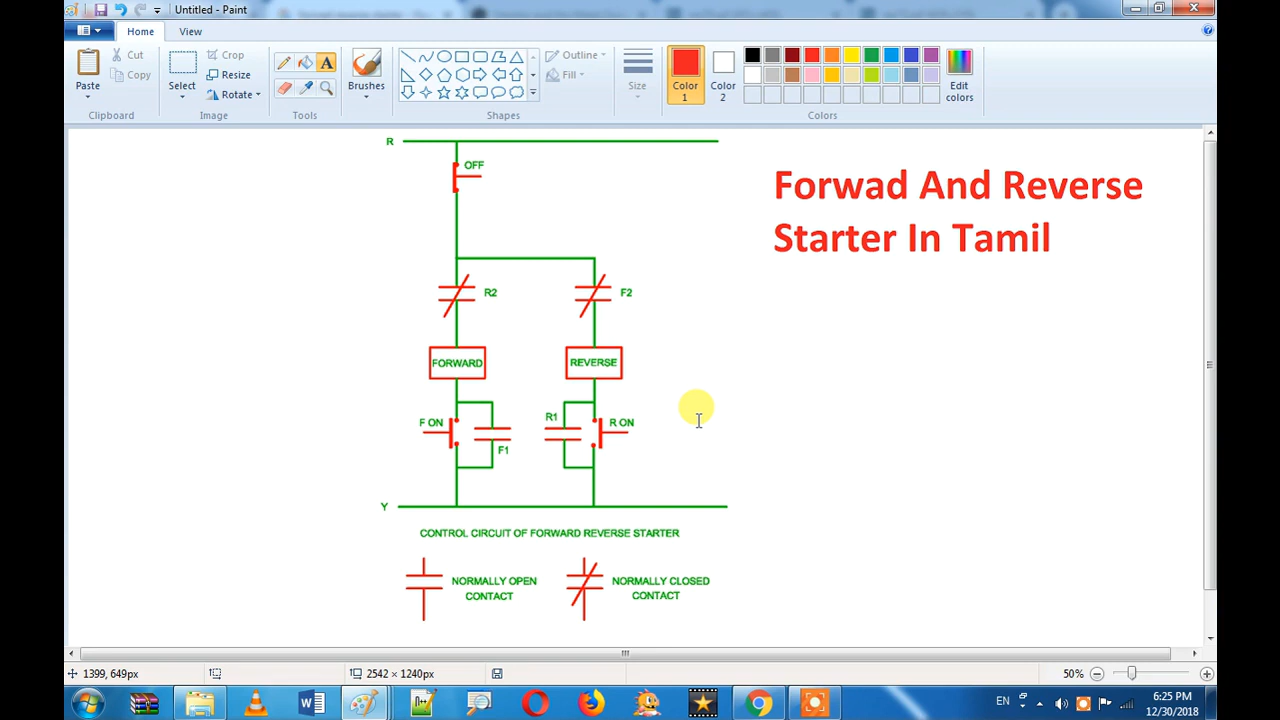 Untitled - Paint
Home
View
Paste
Cut
Copy
Clipboard
Select
Crop
Resize
Rotate
Image
A
Tools
Brushes
Outline
Fill
Shapes
Size
Color
1
Color
2
Edit
colors
Colors
R
OFF
Forwad And Reverse
Starter In Tamil
R2
F2
FORWARD
REVERSE
F ON
F1
R1
R ON
Y
CONTROL CIRCUIT OF FORWARD REVERSE STARTER
NORMALLY OPEN
CONTACT
NORMALLY CLOSED
CONTACT
1399, 649px
2542 × 1240px
50%
EN
6:25 PM
12/30/2018